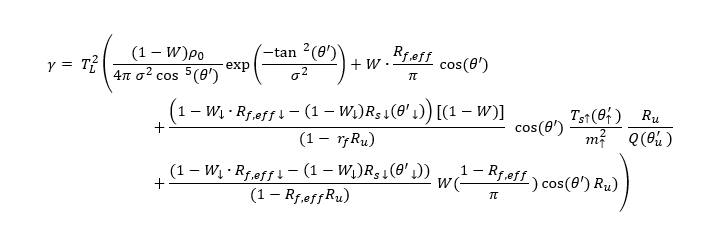 γ = T_L^2 ( (1 − W)ρ_0 / 4π σ^2 cos ^5(θ′) exp( −tan ^2(θ′) / σ^2 ) + W · R_{f,eff} / π cos(θ′)
+ (1 − W_↓ · R_{f,eff ↓} − (1 − W_↓)R_{s↓}(θ′_↓)) [(1 − W)] / (1 − r_f R_u) cos(θ′) T_{s↑}(θ′_↑) / m_↑^2 R_u / Q(θ′_u)
+ (1 − W_↓ · R_{f,eff ↓} − (1 − W_↓)R_{s↓}(θ′_↓)) / (1 − R_{f,eff}R_u) W( 1 − R_{f,eff} / π ) cos(θ′) R_u) )